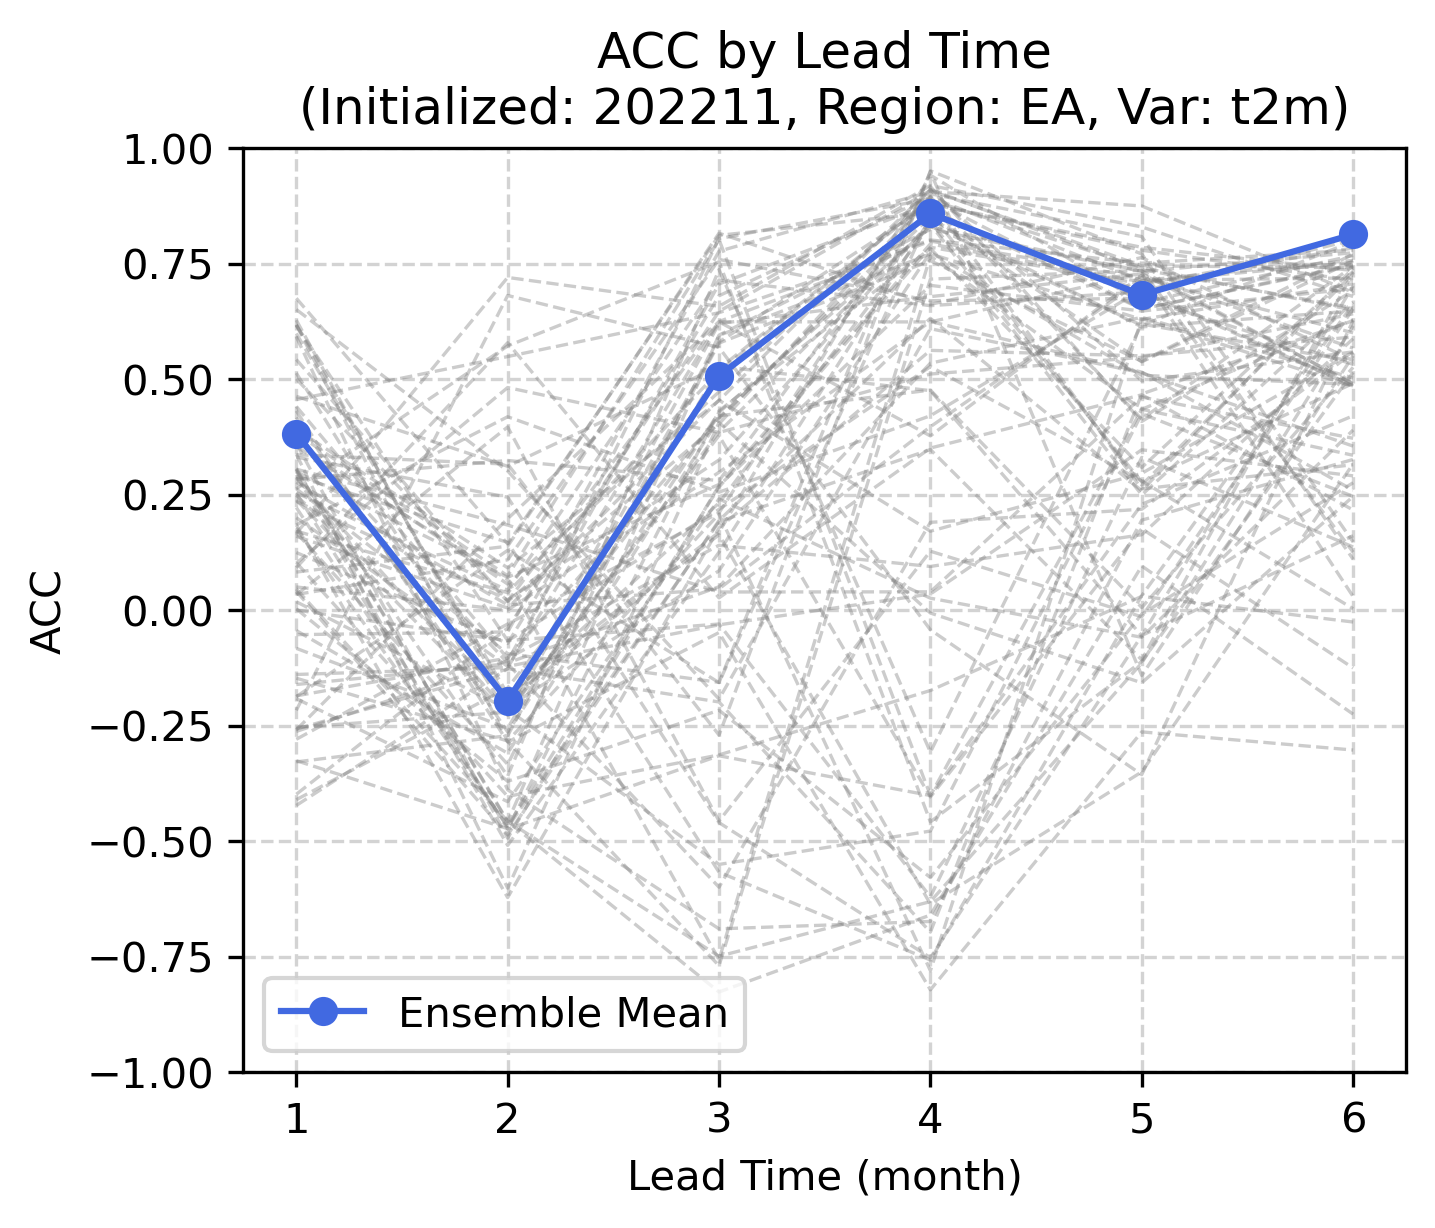 ACC by Lead Time
(Initialized: 202211, Region: EA, Var: t2m)
1.00
0.75
0.50
0.25
0.00
−0.25
−0.50
−0.75
−1.00
ACC
Ensemble Mean
1 2 3 4 5 6
Lead Time (month)